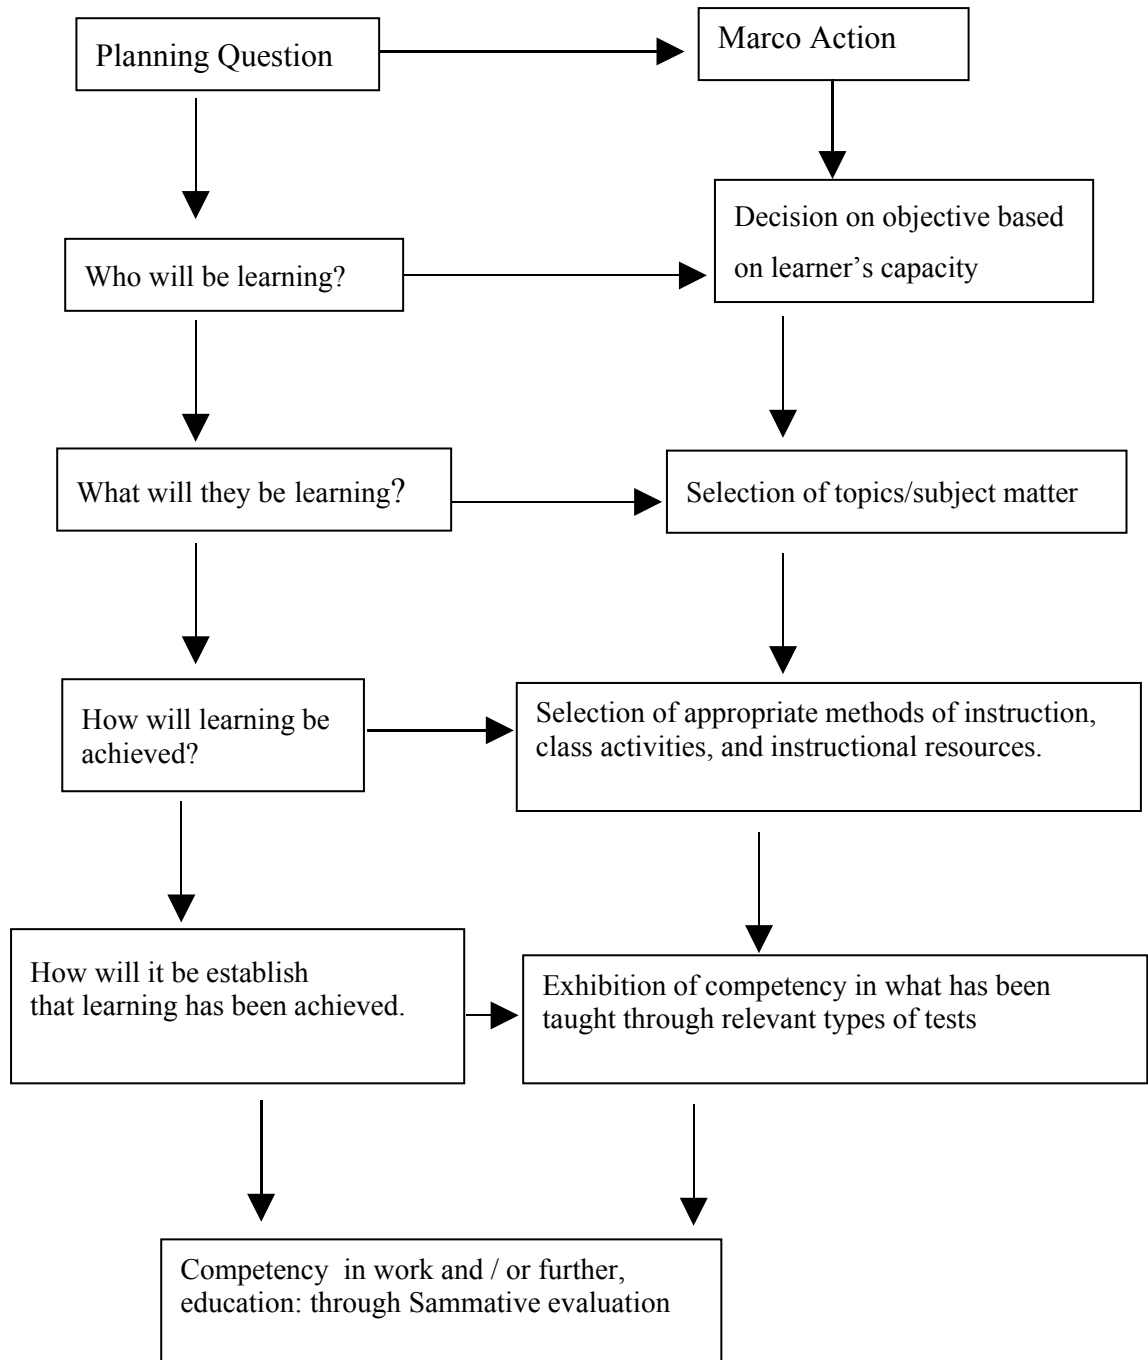 Planning Question
Marco Action
Who will be learning?
Decision on objective based
on learner’s capacity
What will they be learning?
Selection of topics/subject matter
How will learning be
achieved?
Selection of appropriate methods of instruction,
class activities, and instructional resources.
How will it be establish
that learning has been achieved.
Exhibition of competency in what has been
taught through relevant types of tests
Competency in work and / or further,
education: through Sammative evaluation